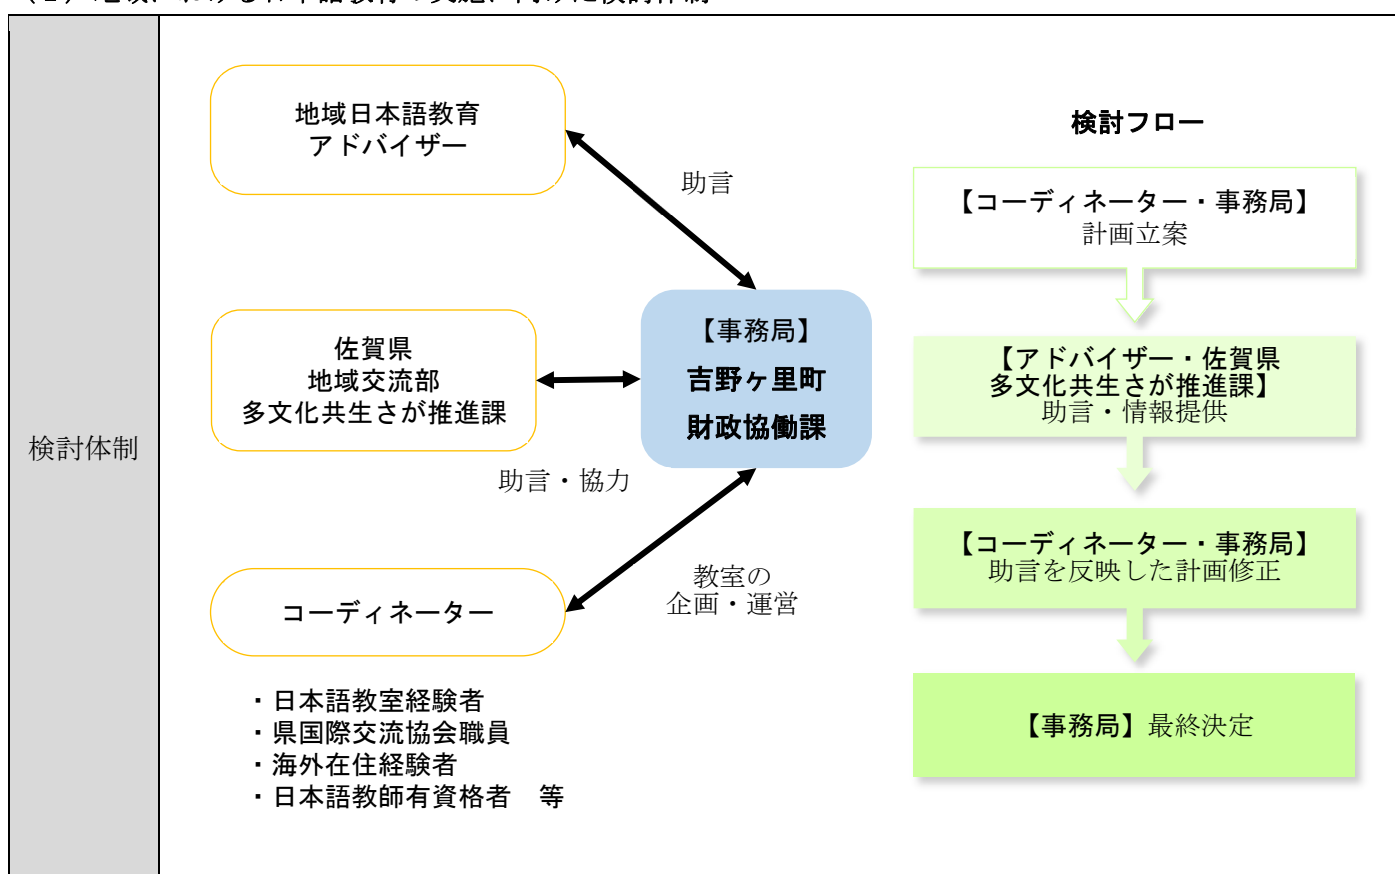 検討体制
地域日本語教育
アドバイザー
助言
佐賀県
地域交流部
多文化共生さが推進課
【事務局】
吉野ヶ里町
財政協働課
助言・協力
コーディネーター
教室の
企画・運営
・日本語教室経験者
・県国際交流協会職員
・海外在住経験者
・日本語教師有資格者　等
検討フロー
【コーディネーター・事務局】
計画立案
【アドバイザー・佐賀県
多文化共生さが推進課】
助言・情報提供
【コーディネーター・事務局】
助言を反映した計画修正
【事務局】最終決定